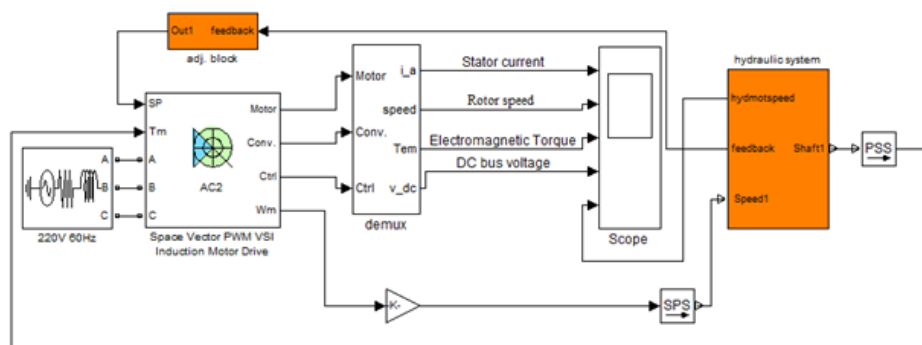 Out1 feedback
adj. block
hydraulic system
SP
Tm
A
B
C
Motor
Conv.
Ctrl
Wm
AC2
Space Vector PWM VSI
Induction Motor Drive
A
B
C
220V 60Hz
Motor
Conv.
Ctrl
i_a
speed
Tem
v_dc
demux
Stator current
Rotor speed
Electromagnetic Torque
DC bus voltage
Scope
hydmotspeed
feedback
Speed1
Shaft1
PSS
K-
SPS